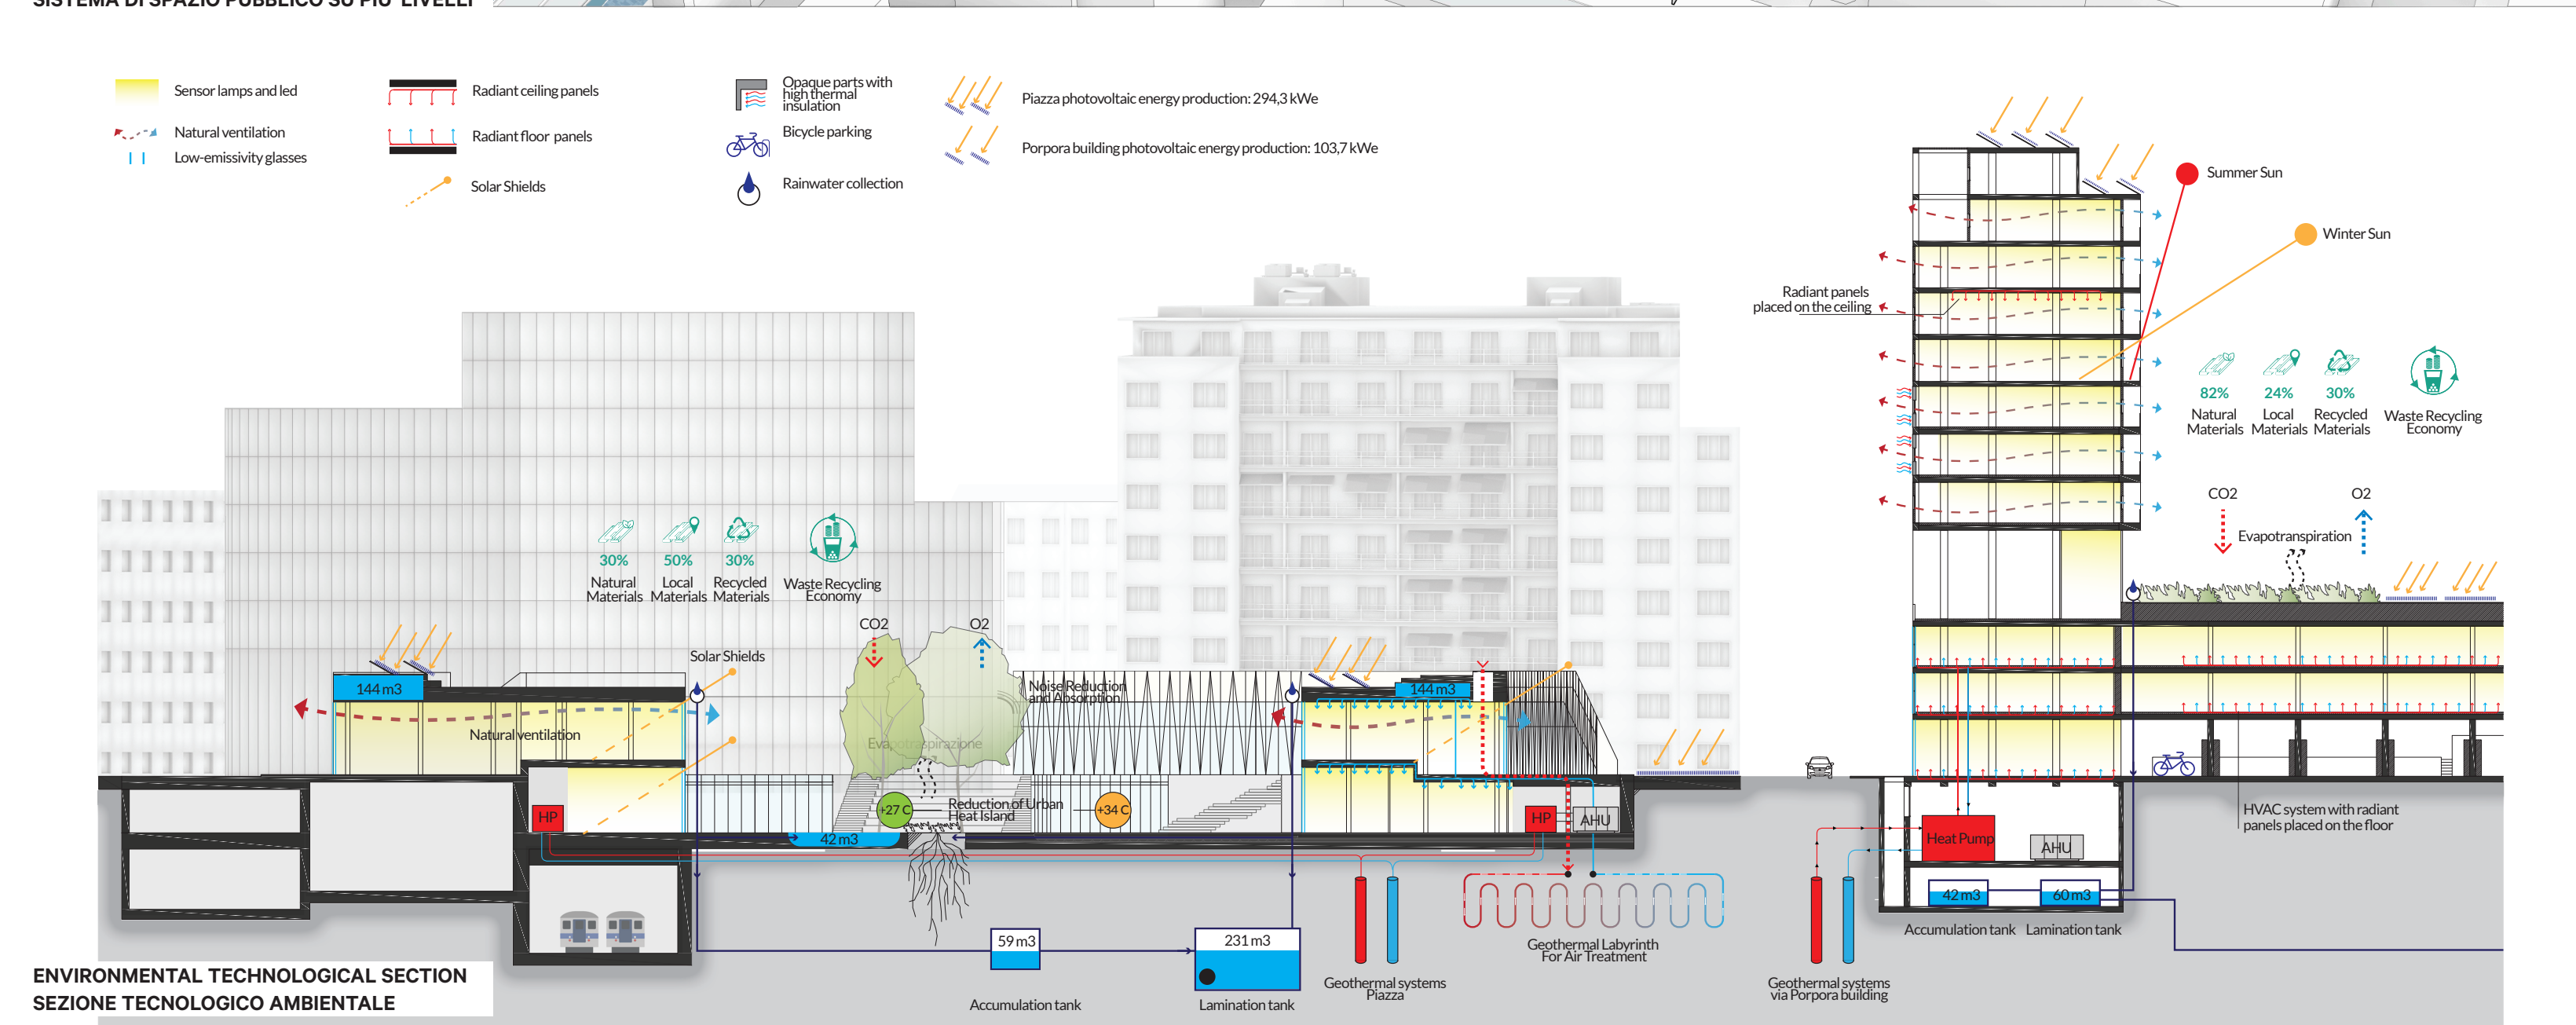 SISTEMA DI SPAZIO PUBBLICO SU PIU' LIVELLI
Sensor lamps and led
Natural ventilation
Low-emissivity glasses
Radiant ceiling panels
Radiant floor panels
Solar Shields
Opaque parts with
high thermal
insulation
Bicycle parking
Rainwater collection
Piazza photovoltaic energy production: 294,3 kWe
Porpora building photovoltaic energy production: 103,7 kWe
Summer Sun
Winter Sun
Radiant panels
placed on the ceiling
82%
Natural
Materials
24%
Local
Materials
30%
Recycled
Materials
Waste Recycling
Economy
CO2
O2
Evapotranspiration
30%
Natural
Materials
50%
Local
Materials
30%
Recycled
Materials
Waste Recycling
Economy
CO2
O2
Solar Shields
144 m3
Natural ventilation
Noise Reduction
and Absorption
Evapotraspirazione
144 m3
HP
+27 C
Reduction of Urban
Heat Island
+34 C
42 m3
HP
AHU
HVAC system with radiant
panels placed on the floor
Heat Pump
AHU
42 m3
60 m3
Accumulation tank
Lamination tank
59 m3
231 m3
Accumulation tank
Lamination tank
Geothermal systems
Piazza
Geothermal Labyrinth
For Air Treatment
Geothermal systems
via Porpora building
ENVIRONMENTAL TECHNOLOGICAL SECTION
SEZIONE TECNOLOGICO AMBIENTALE